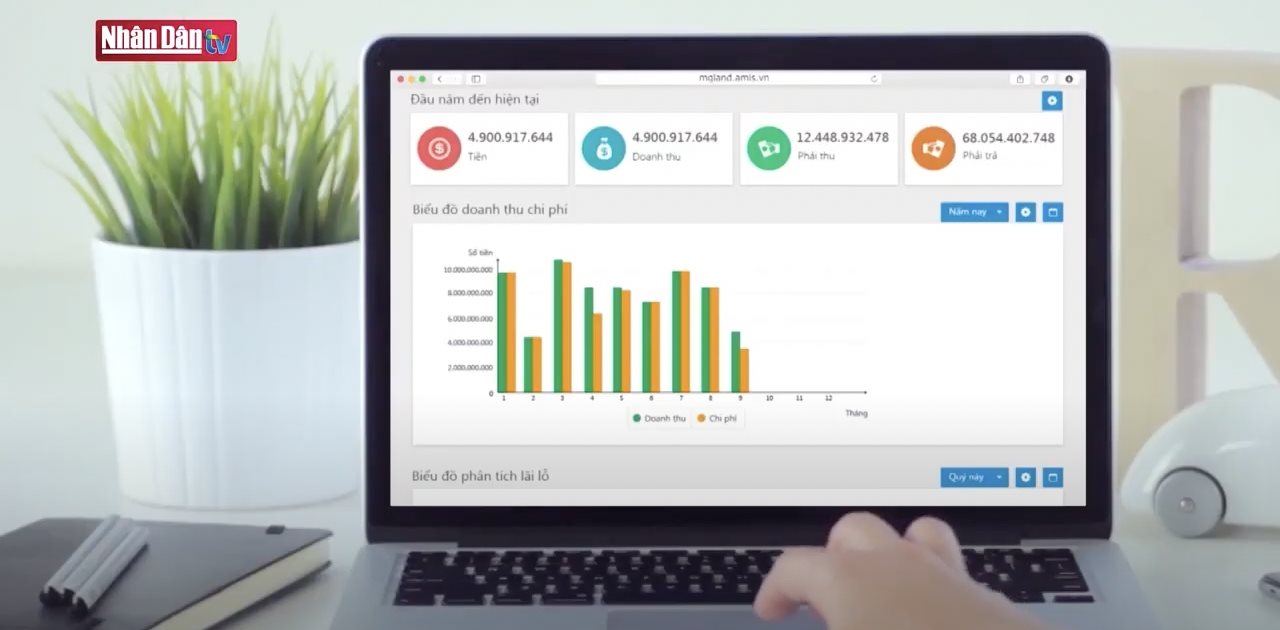 Nhân Dân tv
mqland.amis.vn
Đầu năm đến hiện tại
4.900.917.644
Tiền
4.900.917.644
Doanh thu
12.448.932.478
Phải thu
68.054.402.748
Phải trả
Biểu đồ doanh thu chi phí
Năm nay
Số tiền
10.000.000.000
8.000.000.000
6.000.000.000
4.000.000.000
2.000.000.000
0
1 2 3 4 5 6 7 8 9 10 11 12
Tháng
Doanh thu Chi phí
Biểu đồ phân tích lãi lỗ
Quý này